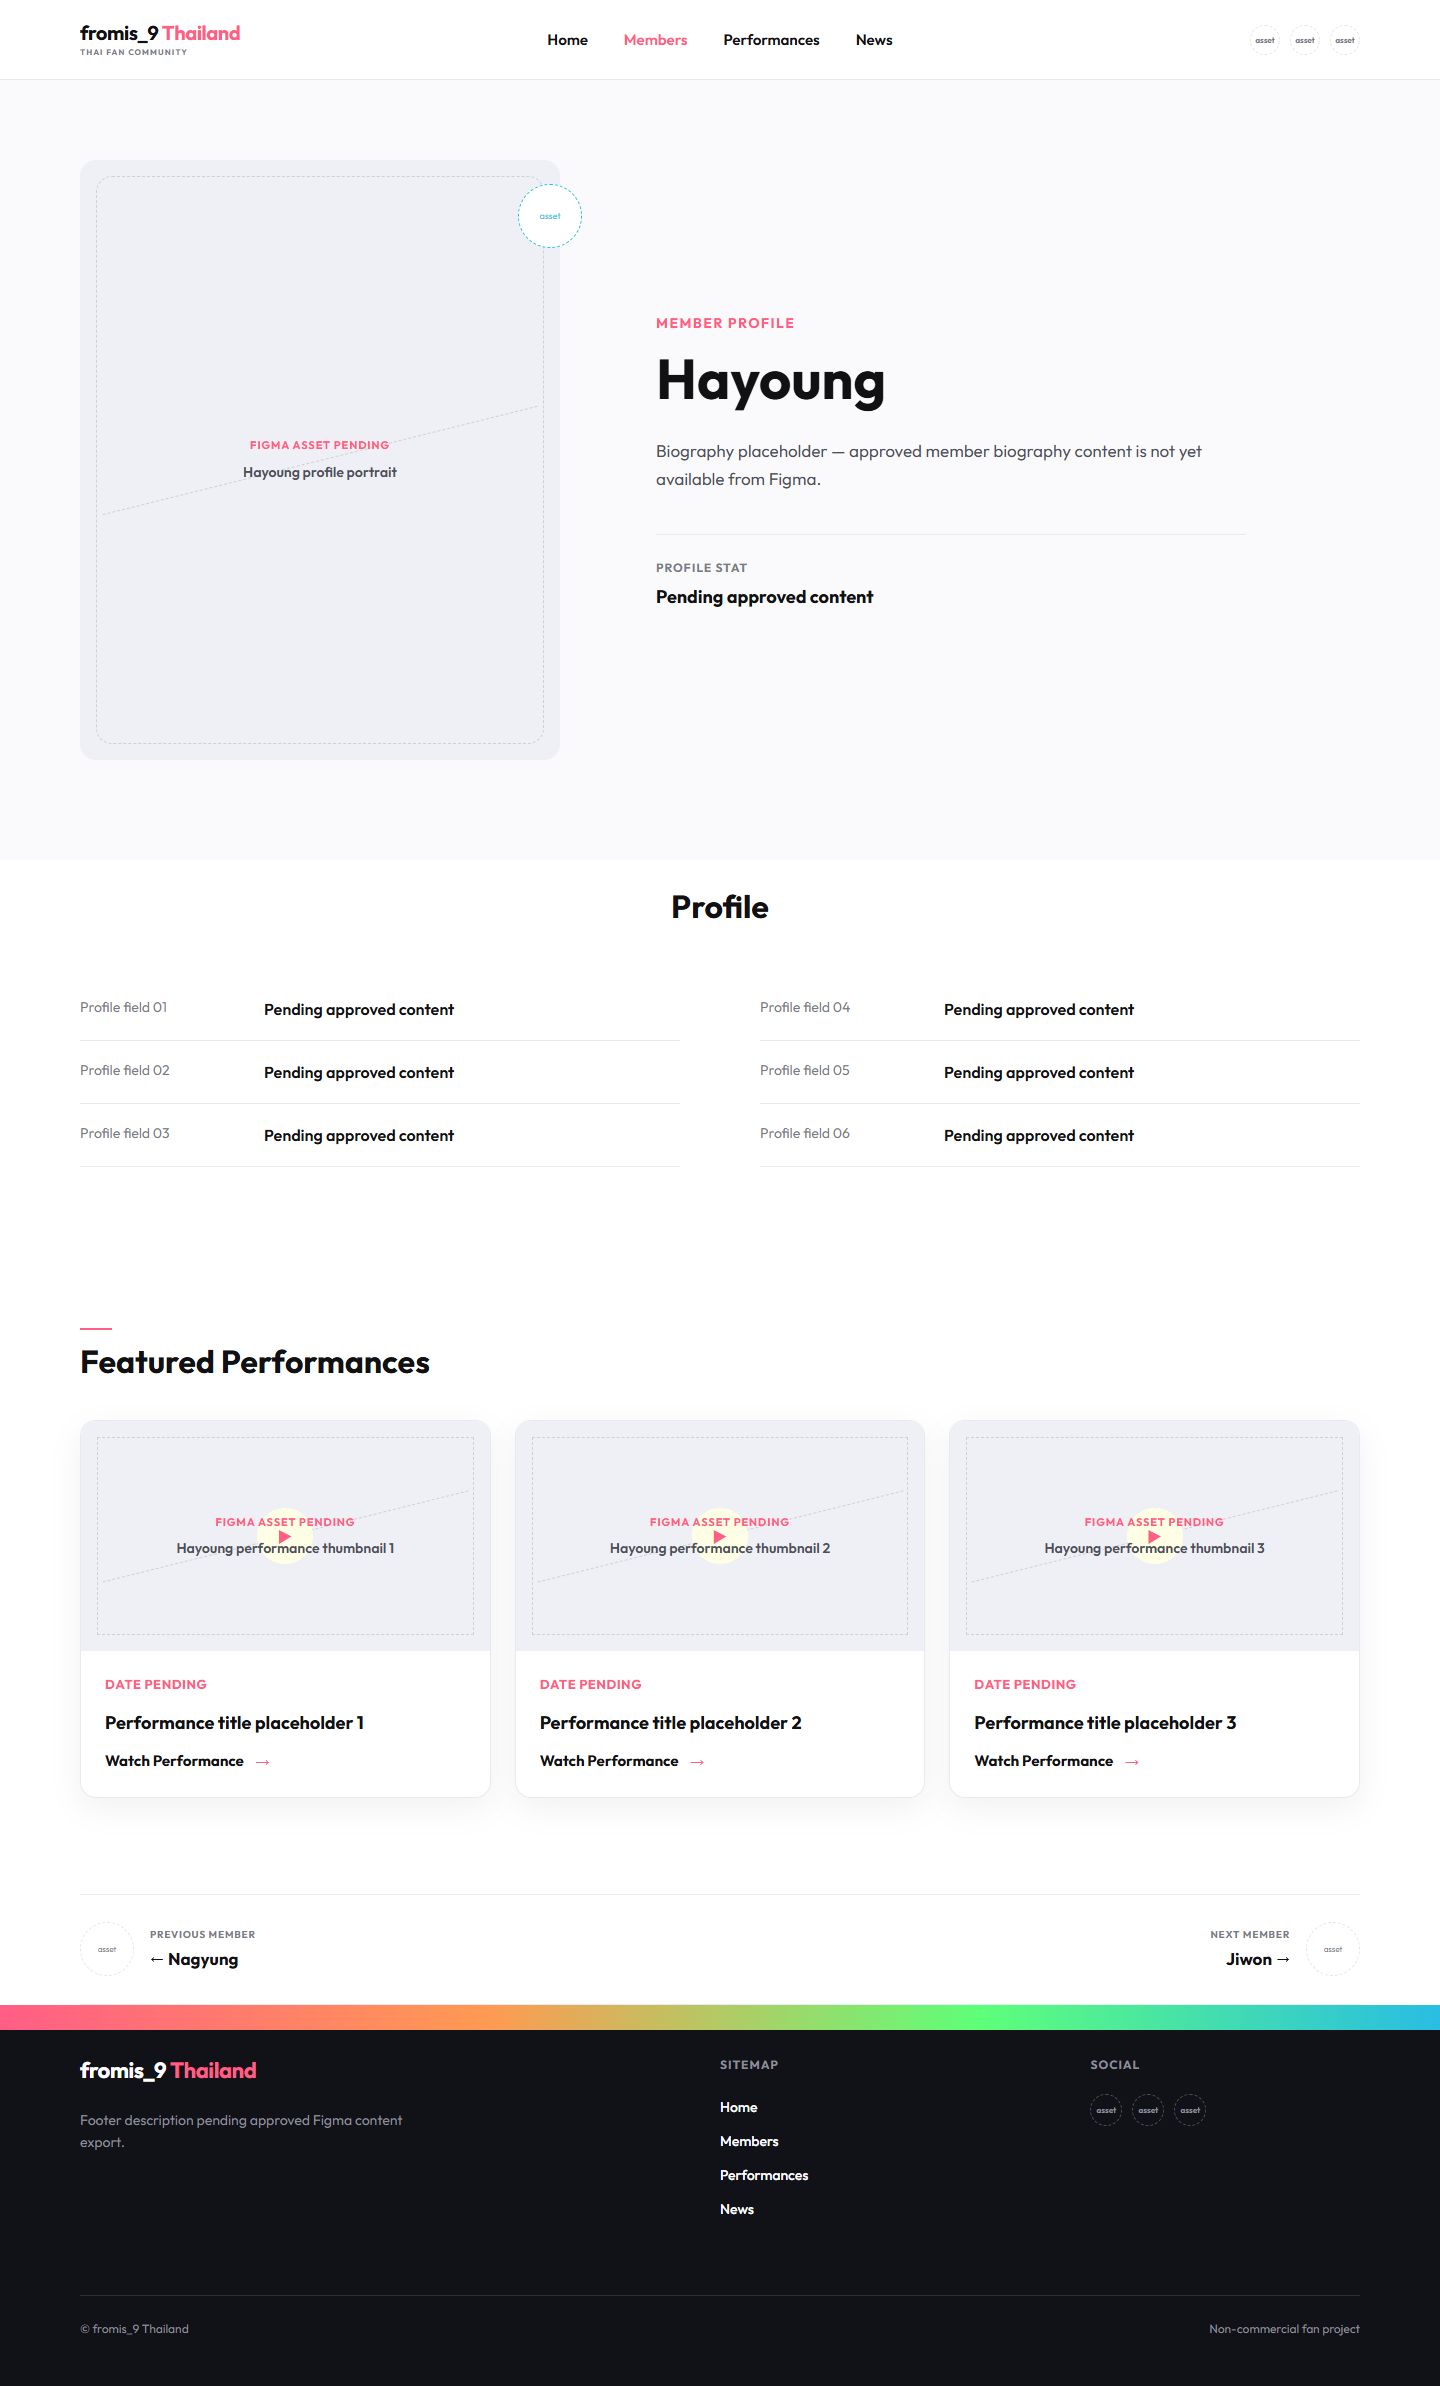 fromis_9 Thailand
THAI FAN COMMUNITY
Home
Members
Performances
News
asset
asset
asset
asset
FIGMA ASSET PENDING
Hayoung profile portrait
MEMBER PROFILE
Hayoung
Biography placeholder — approved member biography content is not yet
available from Figma.
PROFILE STAT
Pending approved content
Profile
Profile field 01
Pending approved content
Profile field 02
Pending approved content
Profile field 03
Pending approved content
Profile field 04
Pending approved content
Profile field 05
Pending approved content
Profile field 06
Pending approved content
Featured Performances
FIGMA ASSET PENDING
Hayoung performance thumbnail 1
DATE PENDING
Performance title placeholder 1
Watch Performance →
FIGMA ASSET PENDING
Hayoung performance thumbnail 2
DATE PENDING
Performance title placeholder 2
Watch Performance →
FIGMA ASSET PENDING
Hayoung performance thumbnail 3
DATE PENDING
Performance title placeholder 3
Watch Performance →
asset
PREVIOUS MEMBER
← Nagyung
NEXT MEMBER
Jiwon →
asset
fromis_9 Thailand
Footer description pending approved Figma content
export.
SITEMAP
Home
Members
Performances
News
SOCIAL
asset
asset
asset
© fromis_9 Thailand
Non-commercial fan project